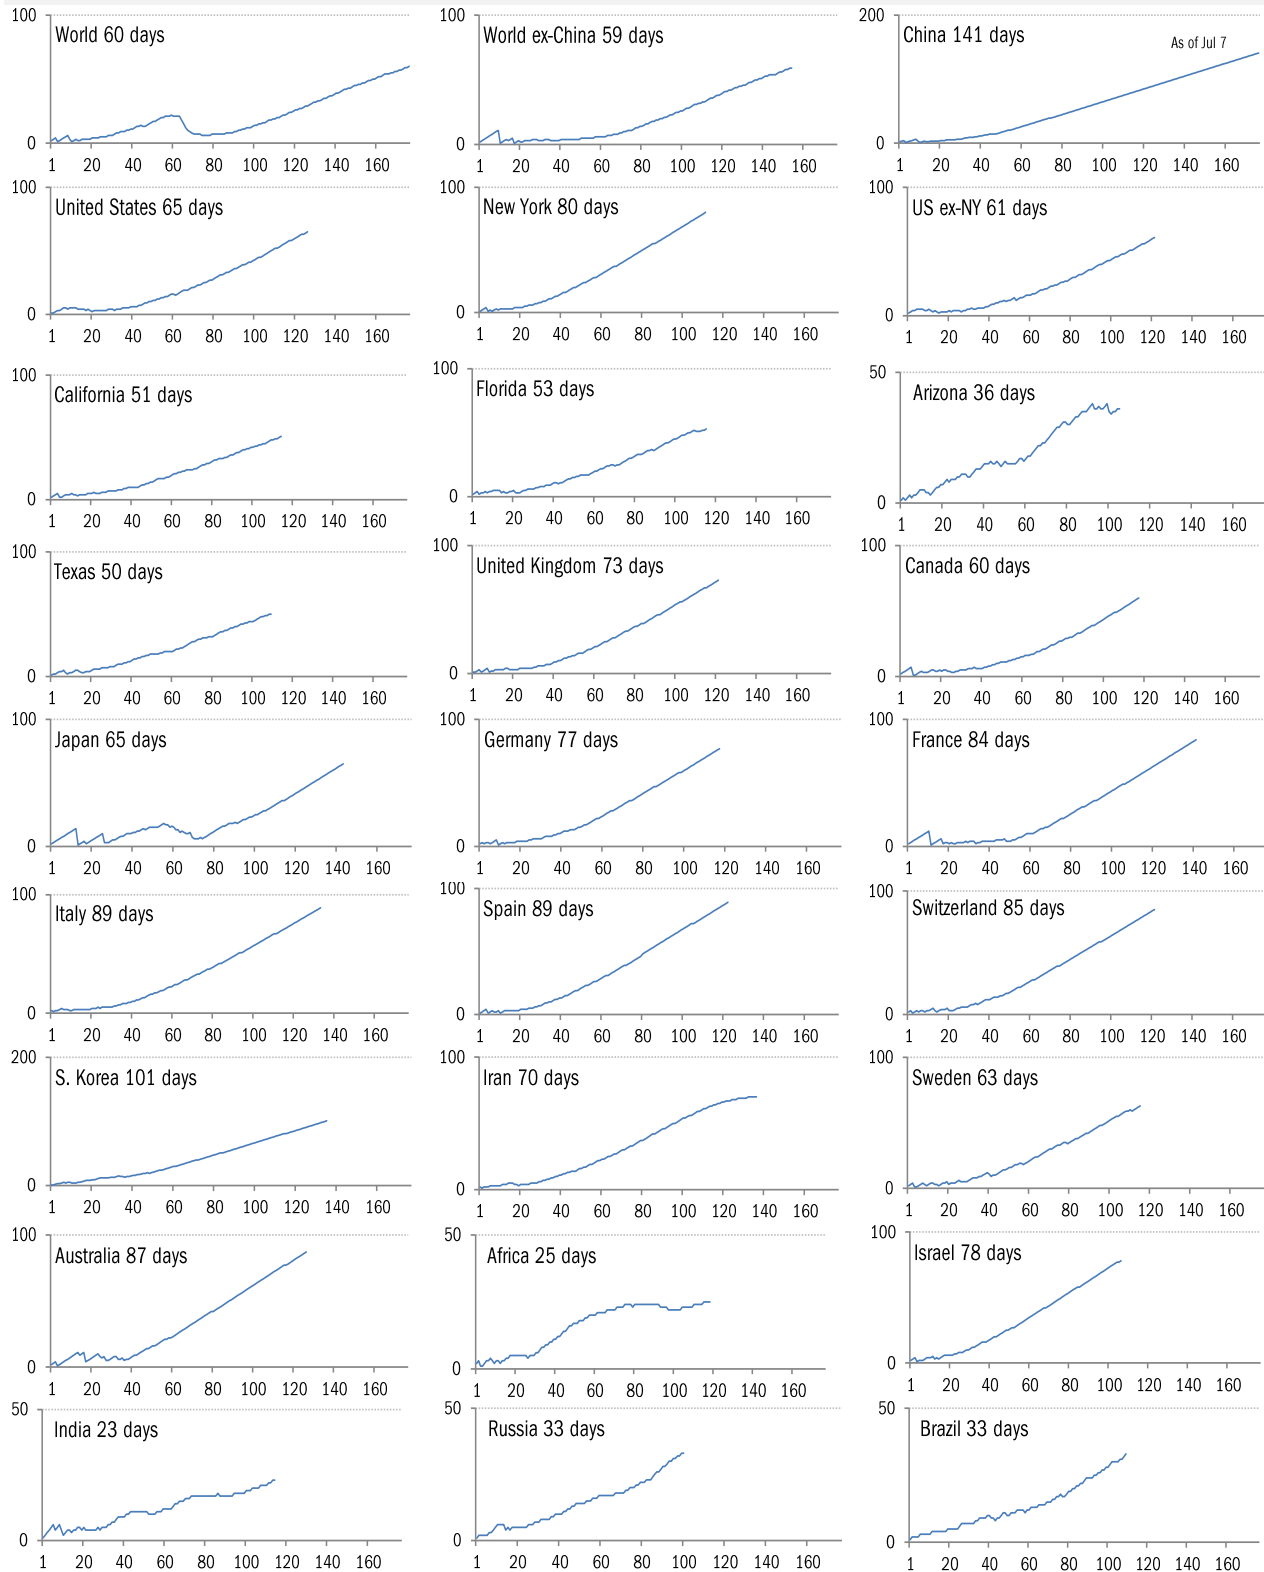 100 World 60 days 0 1 20 40 60 80 100 120 140 160
100 World ex-China 59 days 0 1 20 40 60 80 100 120 140 160
200 China 141 days As of Jul 7 0 1 20 40 60 80 100 120 140 160
100 United States 65 days 0 1 20 40 60 80 100 120 140 160
100 New York 80 days 0 1 20 40 60 80 100 120 140 160
100 US ex-NY 61 days 0 1 20 40 60 80 100 120 140 160
100 California 51 days 0 1 20 40 60 80 100 120 140 160
100 Florida 53 days 0 1 20 40 60 80 100 120 140 160
50 Arizona 36 days 0 1 20 40 60 80 100 120 140 160
100 Texas 50 days 0 1 20 40 60 80 100 120 140 160
100 United Kingdom 73 days 0 1 20 40 60 80 100 120 140 160
100 Canada 60 days 0 1 20 40 60 80 100 120 140 160
100 Japan 65 days 0 1 20 40 60 80 100 120 140 160
100 Germany 77 days 0 1 20 40 60 80 100 120 140 160
100 France 84 days 0 1 20 40 60 80 100 120 140 160
100 Italy 89 days 0 1 20 40 60 80 100 120 140 160
100 Spain 89 days 0 1 20 40 60 80 100 120 140 160
100 Switzerland 85 days 0 1 20 40 60 80 100 120 140 160
200 S. Korea 101 days 0 1 20 40 60 80 100 120 140 160
100 Iran 70 days 0 1 20 40 60 80 100 120 140 160
100 Sweden 63 days 0 1 20 40 60 80 100 120 140 160
100 Australia 87 days 0 1 20 40 60 80 100 120 140 160
50 Africa 25 days 0 1 20 40 60 80 100 120 140 160
100 Israel 78 days 0 1 20 40 60 80 100 120 140 160
50 India 23 days 0 1 20 40 60 80 100 120 140 160
50 Russia 33 days 0 1 20 40 60 80 100 120 140 160
50 Brazil 33 days 0 1 20 40 60 80 100 120 140 160